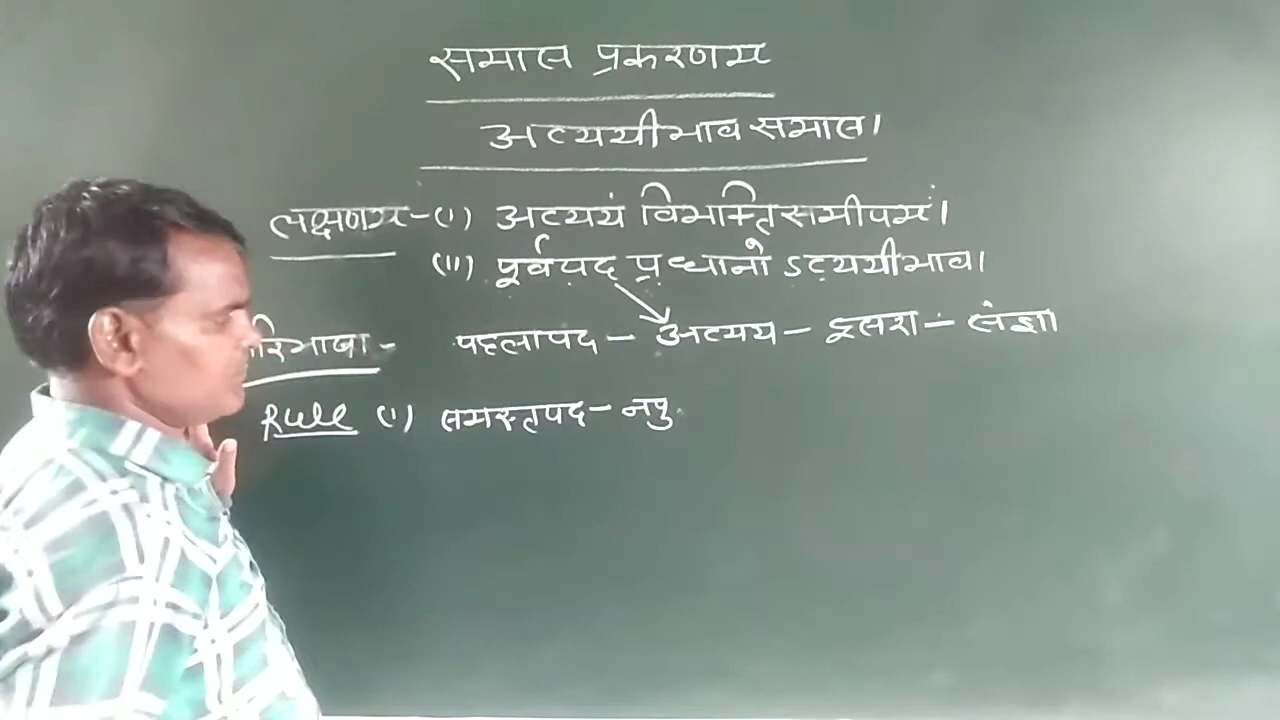 समास प्रकरणम
अव्ययीभाव समास।
लक्षणम - (i) अव्ययं विभक्ति समीपमं।
(ii) पूर्वपद प्रधानो ऽव्ययीभाव।
रिभाषा - पहलापद - अव्यय - दूसरा - संज्ञा।
Rule (i) समस्तपद - नपु.